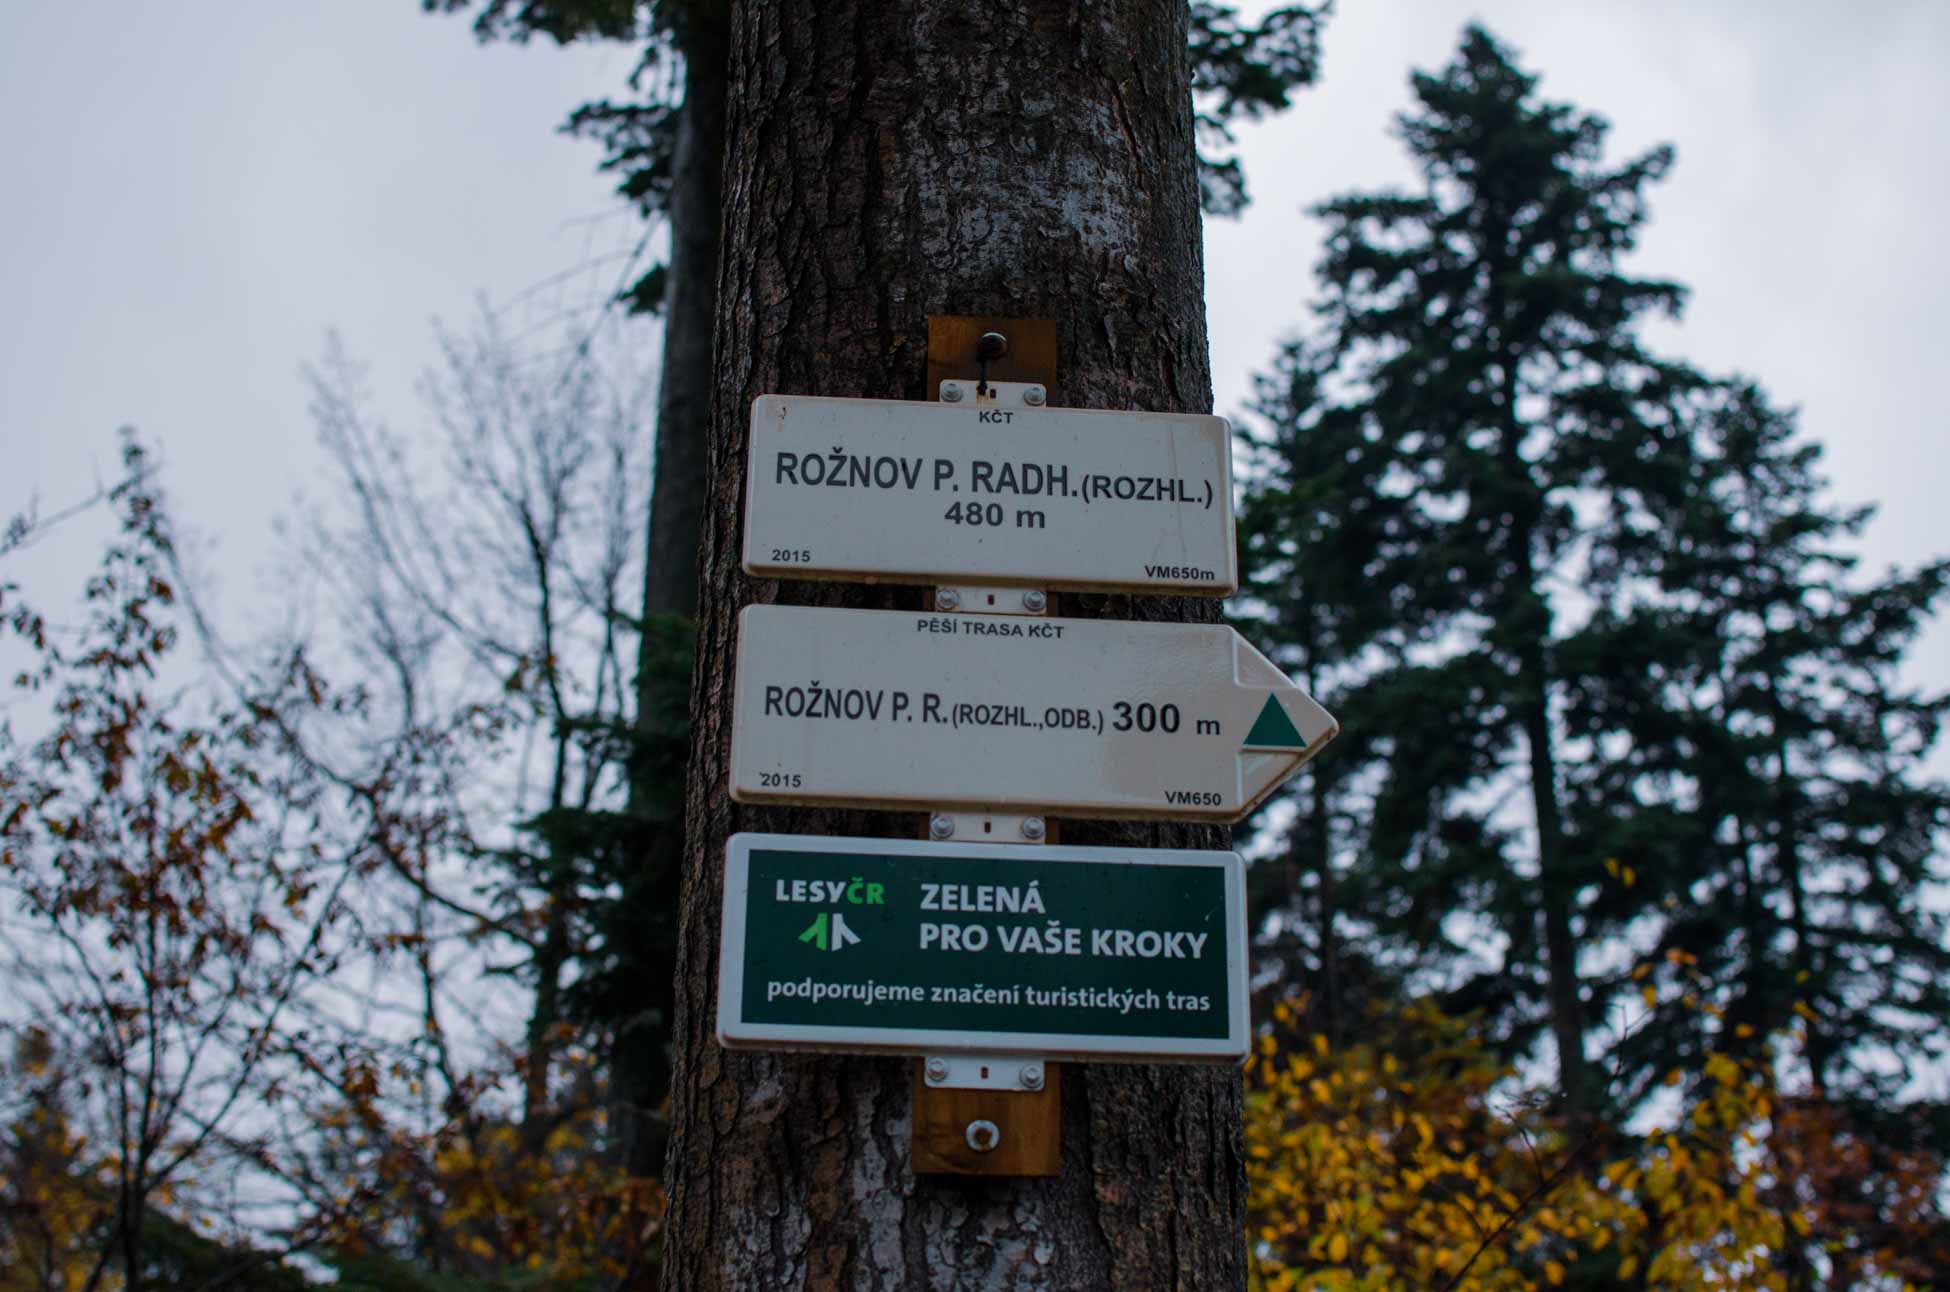 KČT
ROŽNOV P. RADH.(ROZHL.)
480 m
2015 VM650m
PĚŠÍ TRASA KČT
ROŽNOV P. R.(ROZHL.,ODB.) 300 m
2015 VM650
LESYČR
ZELENÁ
PRO VAŠE KROKY
podporujeme značení turistických tras